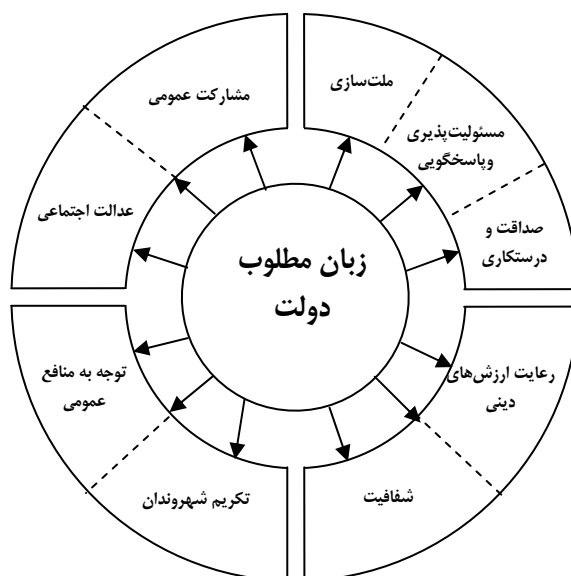 ملت‌سازی
مشارکت عمومی
مسئولیت‌پذیری
وپاسخگویی
عدالت اجتماعی
صداقت و
درستکاری
زبان مطلوب
دولت
رعایت ارزش‌های
دینی
توجه به منافع
عمومی
شفافیت
تکریم شهروندان